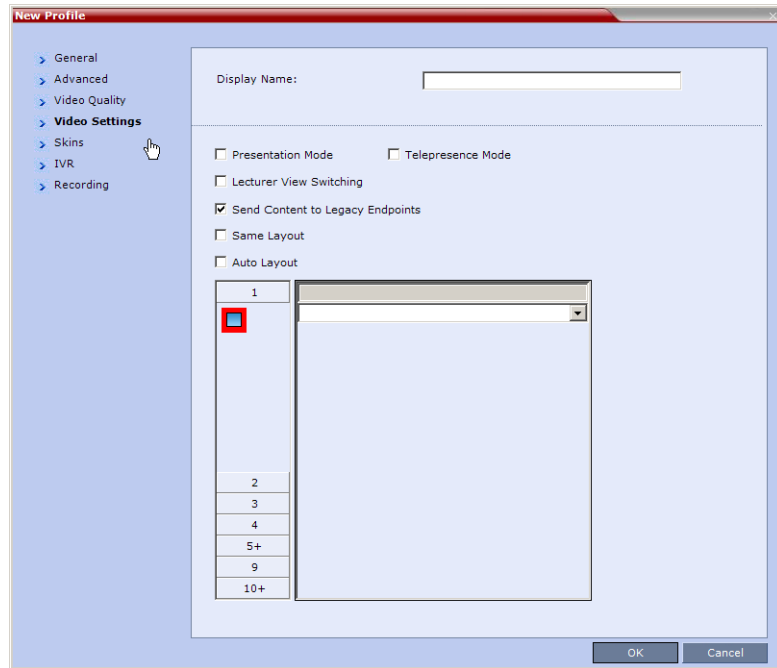 New Profile
General
Advanced
Video Quality
Video Settings
Skins
IVR
Recording
Display Name:
Presentation Mode
Telepresence Mode
Lecturer View Switching
Send Content to Legacy Endpoints
Same Layout
Auto Layout
1
2
3
4
5+
9
10+
OK
Cancel